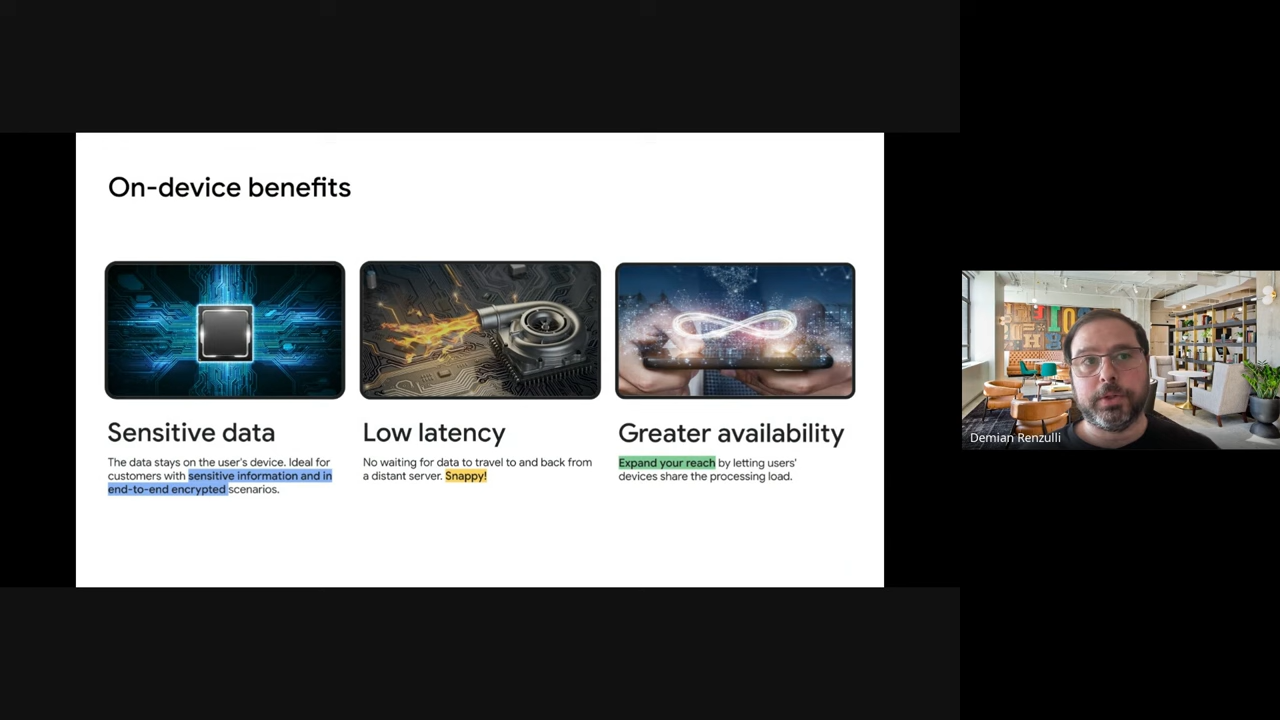 On-device benefits
Sensitive data
The data stays on the user's device. Ideal for
customers with sensitive information and in
end-to-end encrypted scenarios.
Low latency
No waiting for data to travel to and back from
a distant server. Snappy!
Greater availability
Expand your reach by letting users'
devices share the processing load.
Demian Renzulli